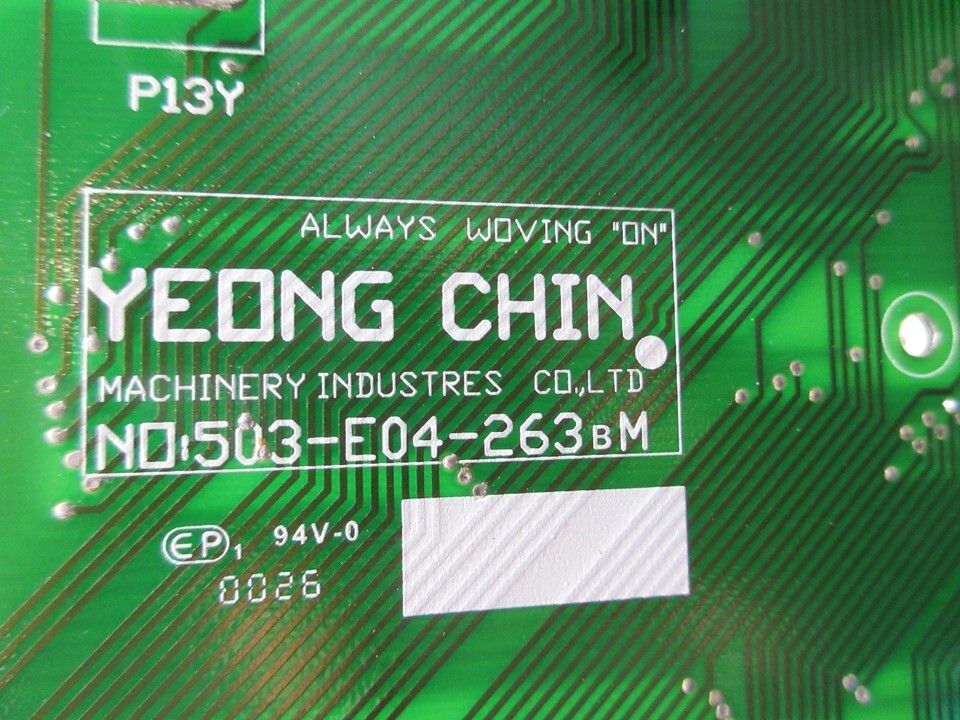 P13Y
ALWAYS WOVING "ON"
YEONG CHIN.
MACHINERY INDUSTRES CO.,LTD
NO:503-E04-263BM
EP1 94V-0
0026